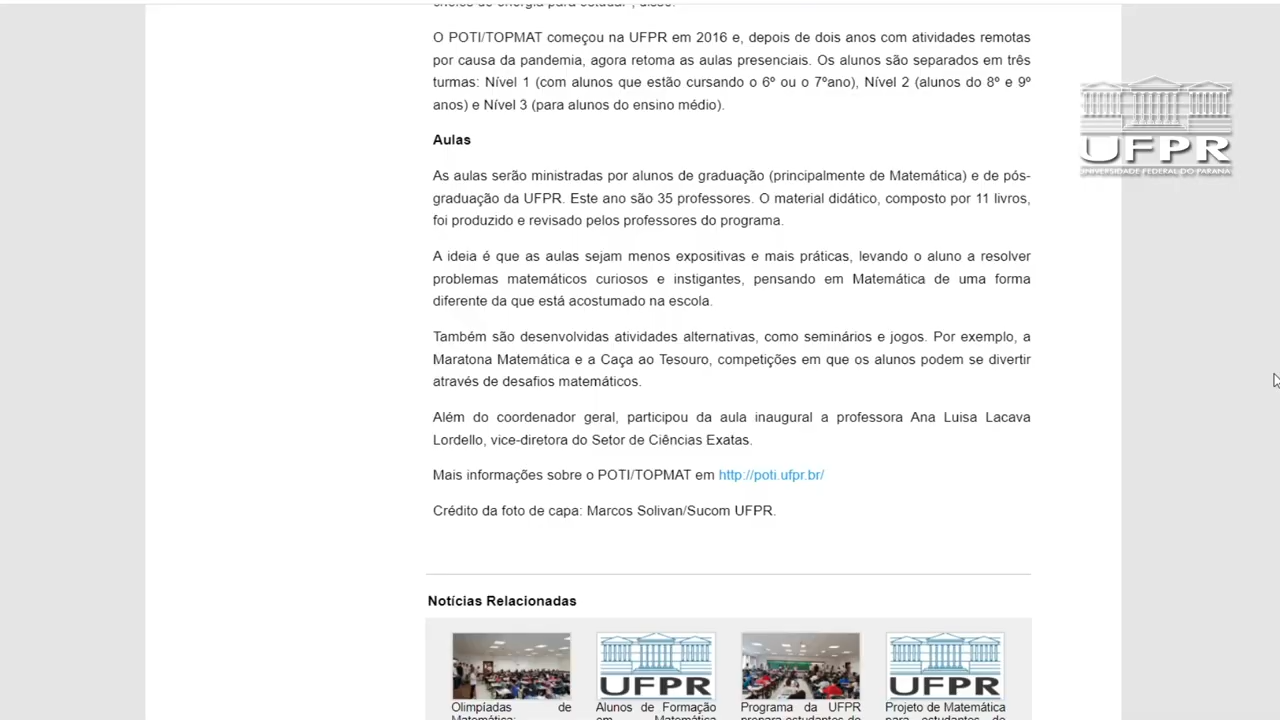 O POTI/TOPMAT começou na UFPR em 2016 e, depois de dois anos com atividades remotas
por causa da pandemia, agora retoma as aulas presenciais. Os alunos são separados em três
turmas: Nível 1 (com alunos que estão cursando o 6º ou o 7ºano), Nível 2 (alunos do 8º e 9º
anos) e Nível 3 (para alunos do ensino médio).
UFPR
UNIVERSIDADE FEDERAL DO PARANÁ
Aulas
As aulas serão ministradas por alunos de graduação (principalmente de Matemática) e de pós-
graduação da UFPR. Este ano são 35 professores. O material didático, composto por 11 livros,
foi produzido e revisado pelos professores do programa.
A ideia é que as aulas sejam menos expositivas e mais práticas, levando o aluno a resolver
problemas matemáticos curiosos e instigantes, pensando em Matemática de uma forma
diferente da que está acostumado na escola.
Também são desenvolvidas atividades alternativas, como seminários e jogos. Por exemplo, a
Maratona Matemática e a Caça ao Tesouro, competições em que os alunos podem se divertir
através de desafios matemáticos.
Além do coordenador geral, participou da aula inaugural a professora Ana Luisa Lacava
Lordello, vice-diretora do Setor de Ciências Exatas.
Mais informações sobre o POTI/TOPMAT em http://poti.ufpr.br/
Crédito da foto de capa: Marcos Solivan/Sucom UFPR.
Notícias Relacionadas
UFPR
UFPR
Olimpíadas de
Alunos de Formação
Programa da UFPR
Projeto de Matemática